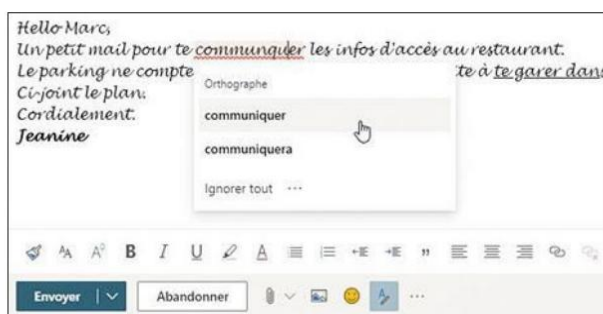 Hello Marc,
Un petit mail pour te communquer les infos d'accès au restaurant.
Le parking ne compte te à te garer dans
Ci-joint le plan.
Cordialement.
Jeanine
Orthographe
communiquer
communiquera
Ignorer tout ...
B I U A
Envoyer
Abandonner